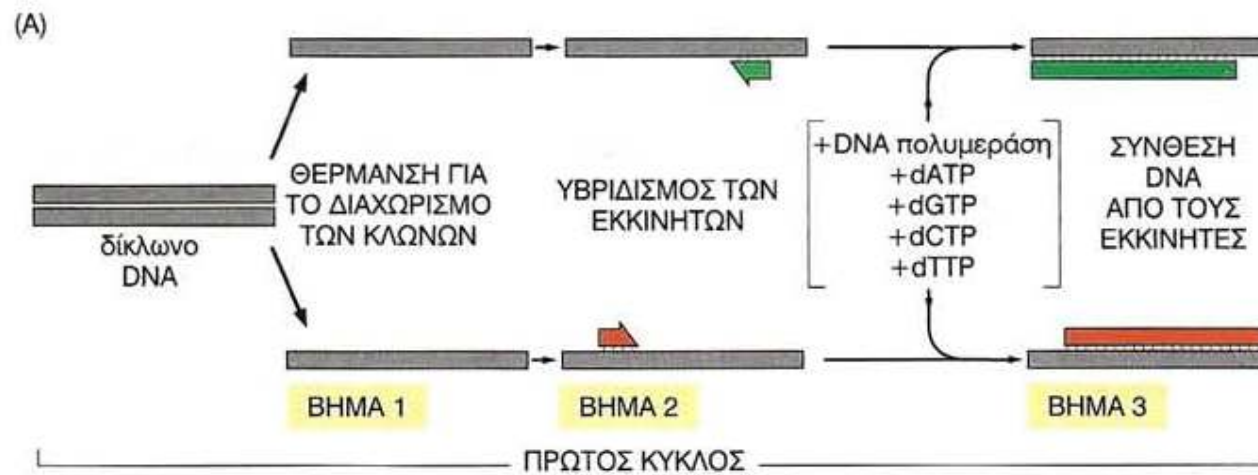 (A)
δίκλωνο
DNA
ΘΕΡΜΑΝΣΗ ΓΙΑ
ΤΟ ΔΙΑΧΩΡΙΣΜΟ
ΤΩΝ ΚΛΩΝΩΝ
ΥΒΡΙΔΙΣΜΟΣ ΤΩΝ
ΕΚΚΙΝΗΤΩΝ
+DNA πολυμεράση
+dATP
+dGTP
+dCTP
+dTTP
ΣΥΝΘΕΣΗ
DNA
ΑΠΟ ΤΟΥΣ
ΕΚΚΙΝΗΤΕΣ
ΒΗΜΑ 1
ΒΗΜΑ 2
ΒΗΜΑ 3
ΠΡΩΤΟΣ ΚΥΚΛΟΣ